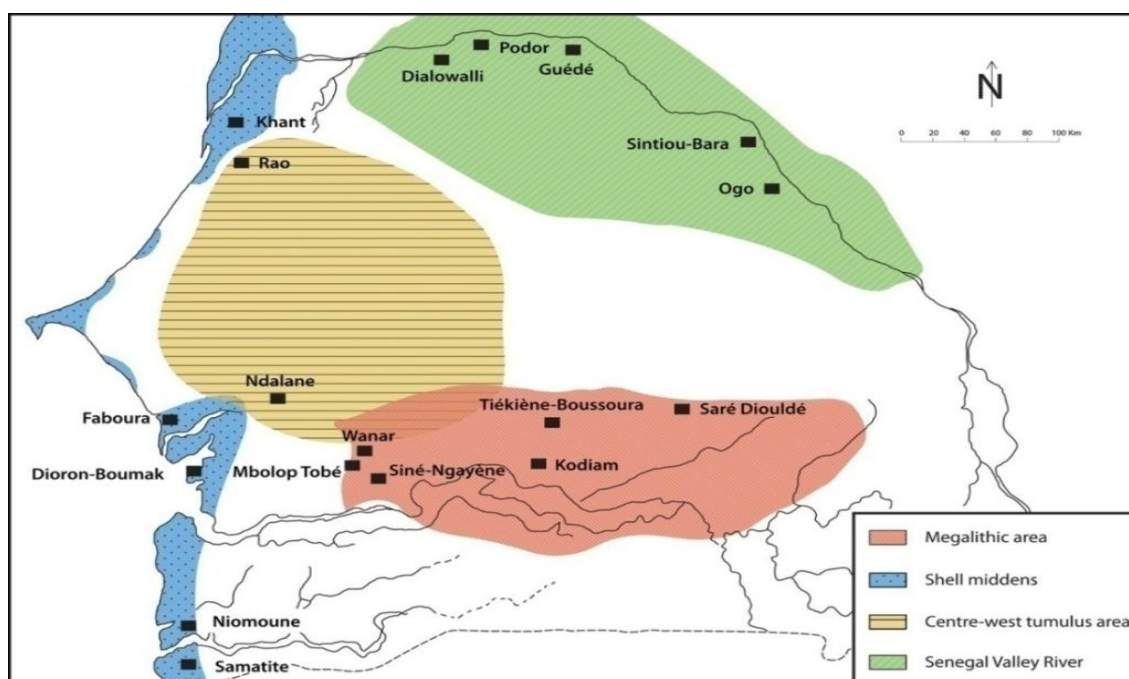 Podor
Dialowalli
Guédé
N
0 20 40 60 80 100 Km
Khant
Sintiou-Bara
Rao
Ogo
Ndalane
Faboura
Tiékiène-Boussoura
Saré Diouldé
Wanar
Dioron-Boumak
Mbolop Tobé
Siné-Ngayène
Kodiam
Niomoune
Samatite
Megalithic area
Shell middens
Centre-west tumulus area
Senegal Valley River